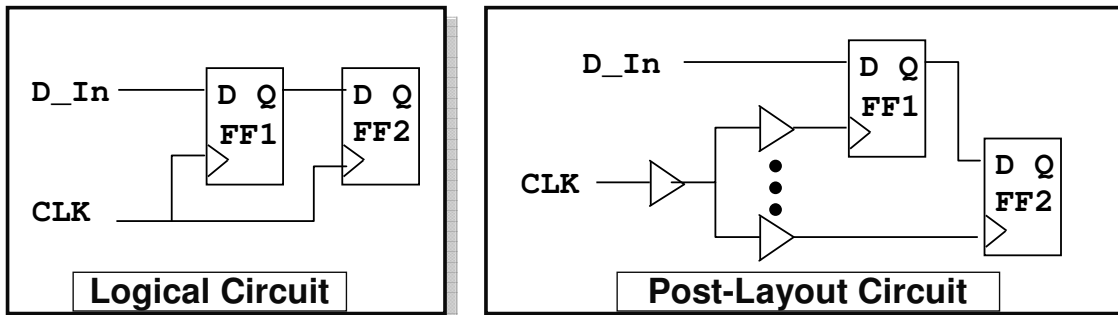 D_In
D Q
FF1
D Q
FF2
CLK
Logical Circuit
D_In
D Q
FF1
CLK
D Q
FF2
Post-Layout Circuit